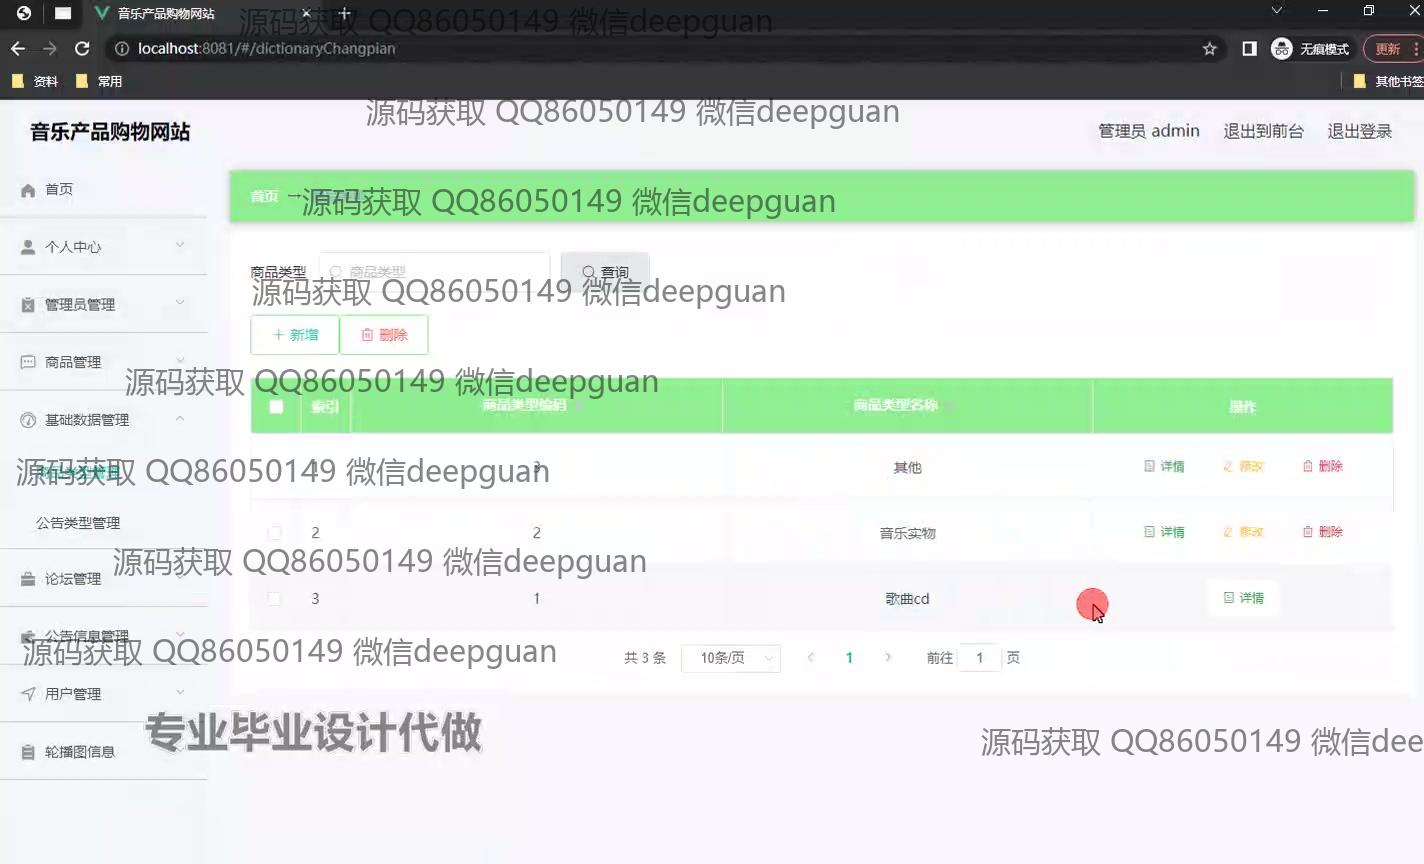 音乐产品购物网站
localhost:8081/#/dictionaryChangpian
无痕模式
更新
资料
常用
其他书签
源码获取 QQ86050149 微信deepguan
源码获取 QQ86050149 微信deepguan
音乐产品购物网站
管理员 admin
退出到前台
退出登录
首页
首页 →
源码获取 QQ86050149 微信deepguan
个人中心
商品类型
商品类型
查询
源码获取 QQ86050149 微信deepguan
管理员管理
新增
删除
商品管理
源码获取 QQ86050149 微信deepguan
索引
商品类型编码
商品类型名称
操作
基础数据管理
源码获取 QQ86050149 微信deepguan
3
其他
详情
修改
删除
公告类型管理
2
2
音乐实物
详情
修改
删除
源码获取 QQ86050149 微信deepguan
论坛管理
3
1
歌曲cd
详情
公告信息管理
源码获取 QQ86050149 微信deepguan
共 3 条
10条/页
1
前往 1 页
用户管理
专业毕业设计代做
轮播图信息
源码获取 QQ86050149 微信dee